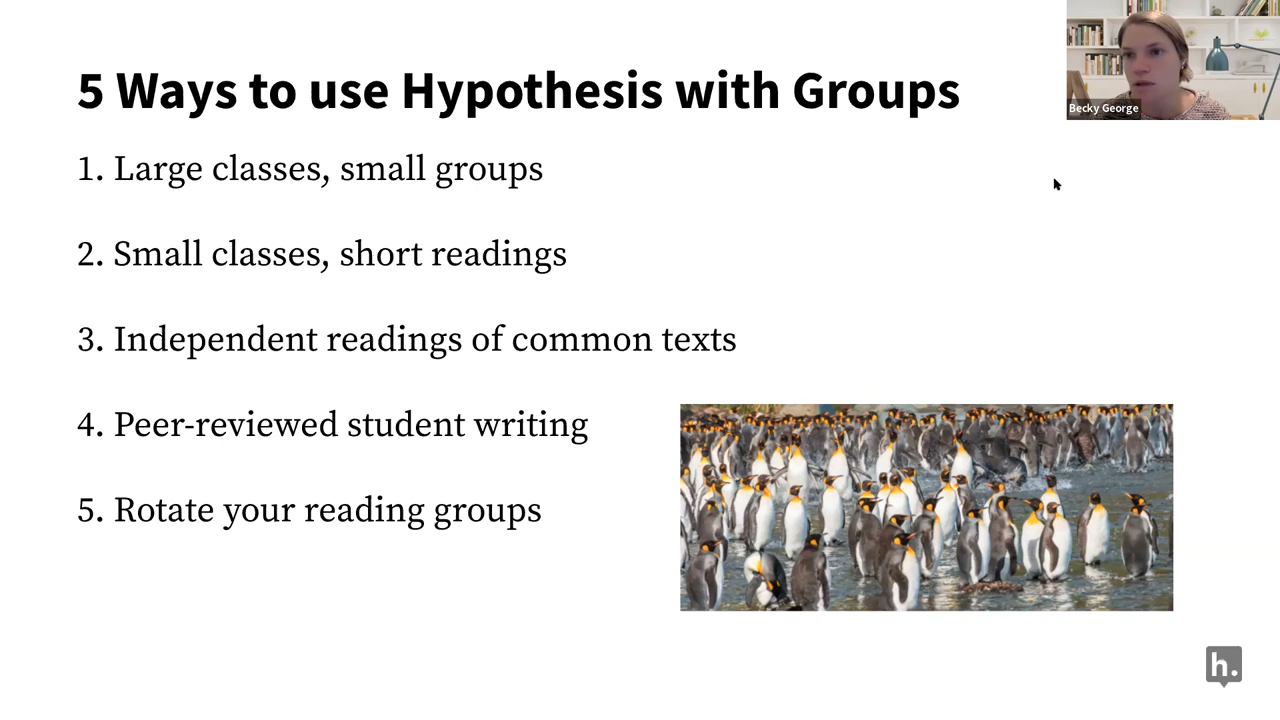 5 Ways to use Hypothesis with Groups
Becky George
1. Large classes, small groups
2. Small classes, short readings
3. Independent readings of common texts
4. Peer-reviewed student writing
5. Rotate your reading groups
h.